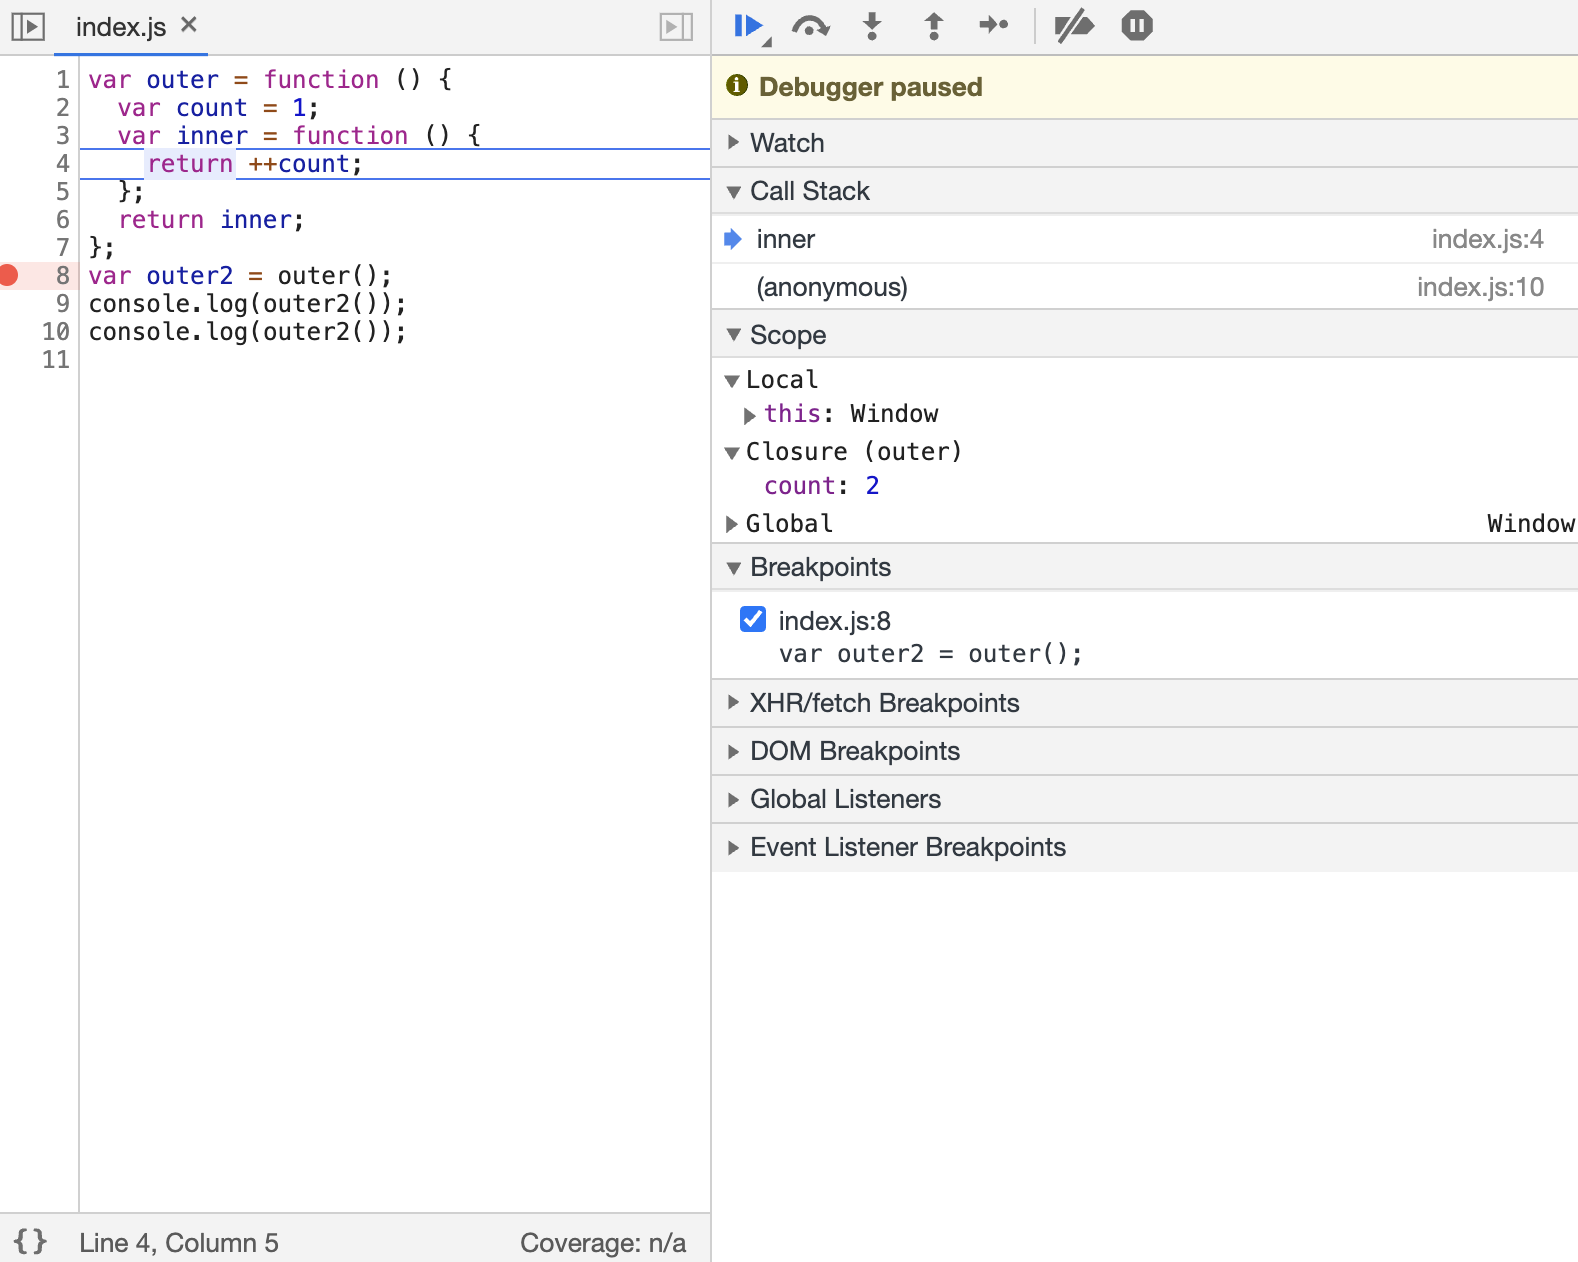 index.js ✕
1 var outer = function () {
2   var count = 1;
3   var inner = function () {
4     return ++count;
5   };
6   return inner;
7 };
8 var outer2 = outer();
9 console.log(outer2());
10 console.log(outer2());
11
{} Line 4, Column 5 Coverage: n/a
Debugger paused
Watch
Call Stack
inner index.js:4
(anonymous) index.js:10
Scope
Local
this: Window
Closure (outer)
count: 2
Global Window
Breakpoints
index.js:8
var outer2 = outer();
XHR/fetch Breakpoints
DOM Breakpoints
Global Listeners
Event Listener Breakpoints